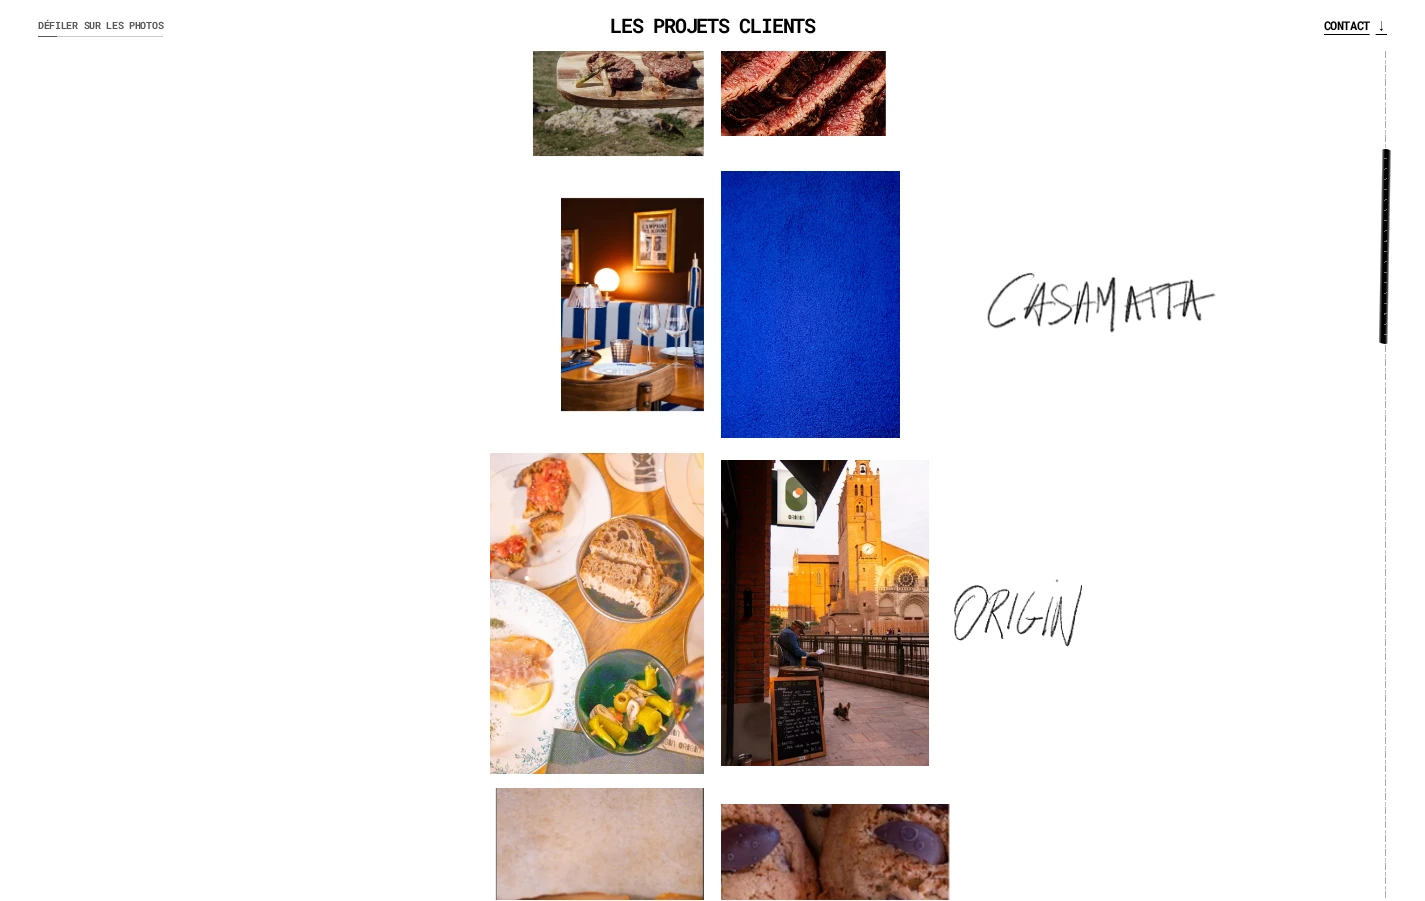 DÉFILER SUR LES PHOTOS
LES PROJETS CLIENTS
CONTACT ↓
CASAMATTA
ORIGIN